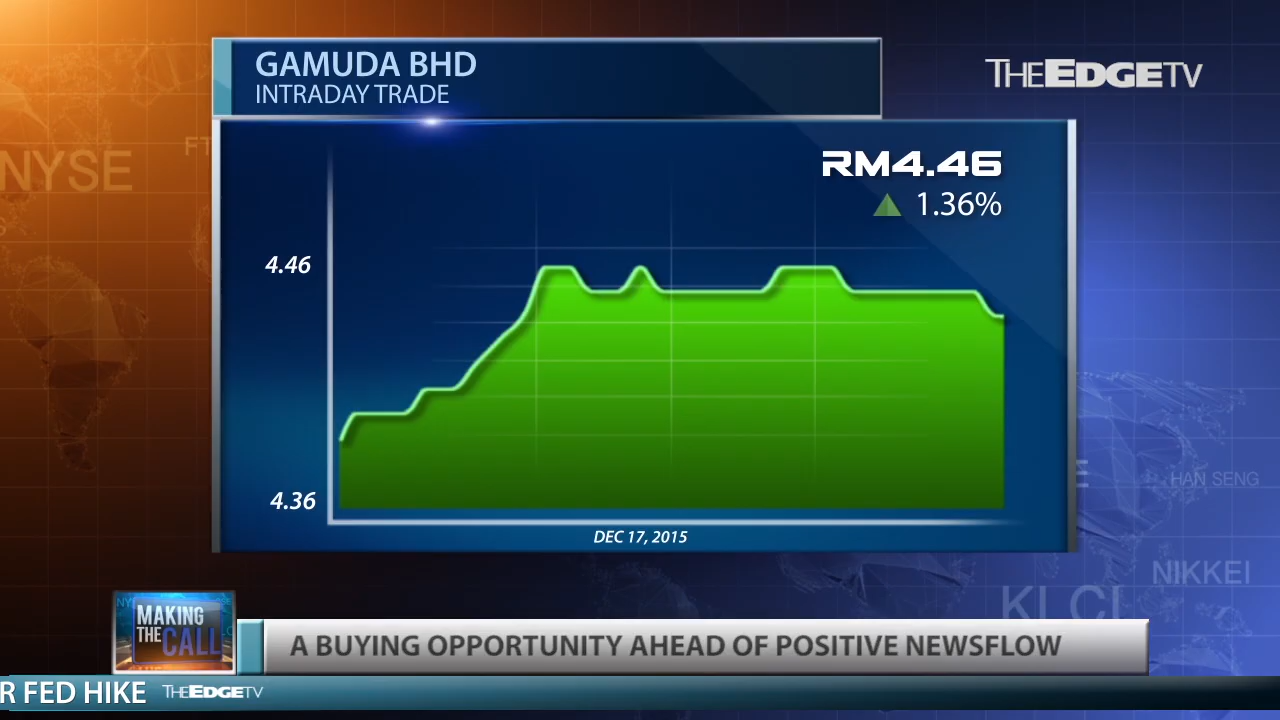 GAMUDA BHD
INTRADAY TRADE
THEEDGETV
NYSE
FT
RM4.46
1.36%
4.46
4.36
DEC 17, 2015
E
HAN SENG
NIKKEI
KLCI
MAKING
THE CALL
A BUYING OPPORTUNITY AHEAD OF POSITIVE NEWSFLOW
R FED HIKE THEEDGETV